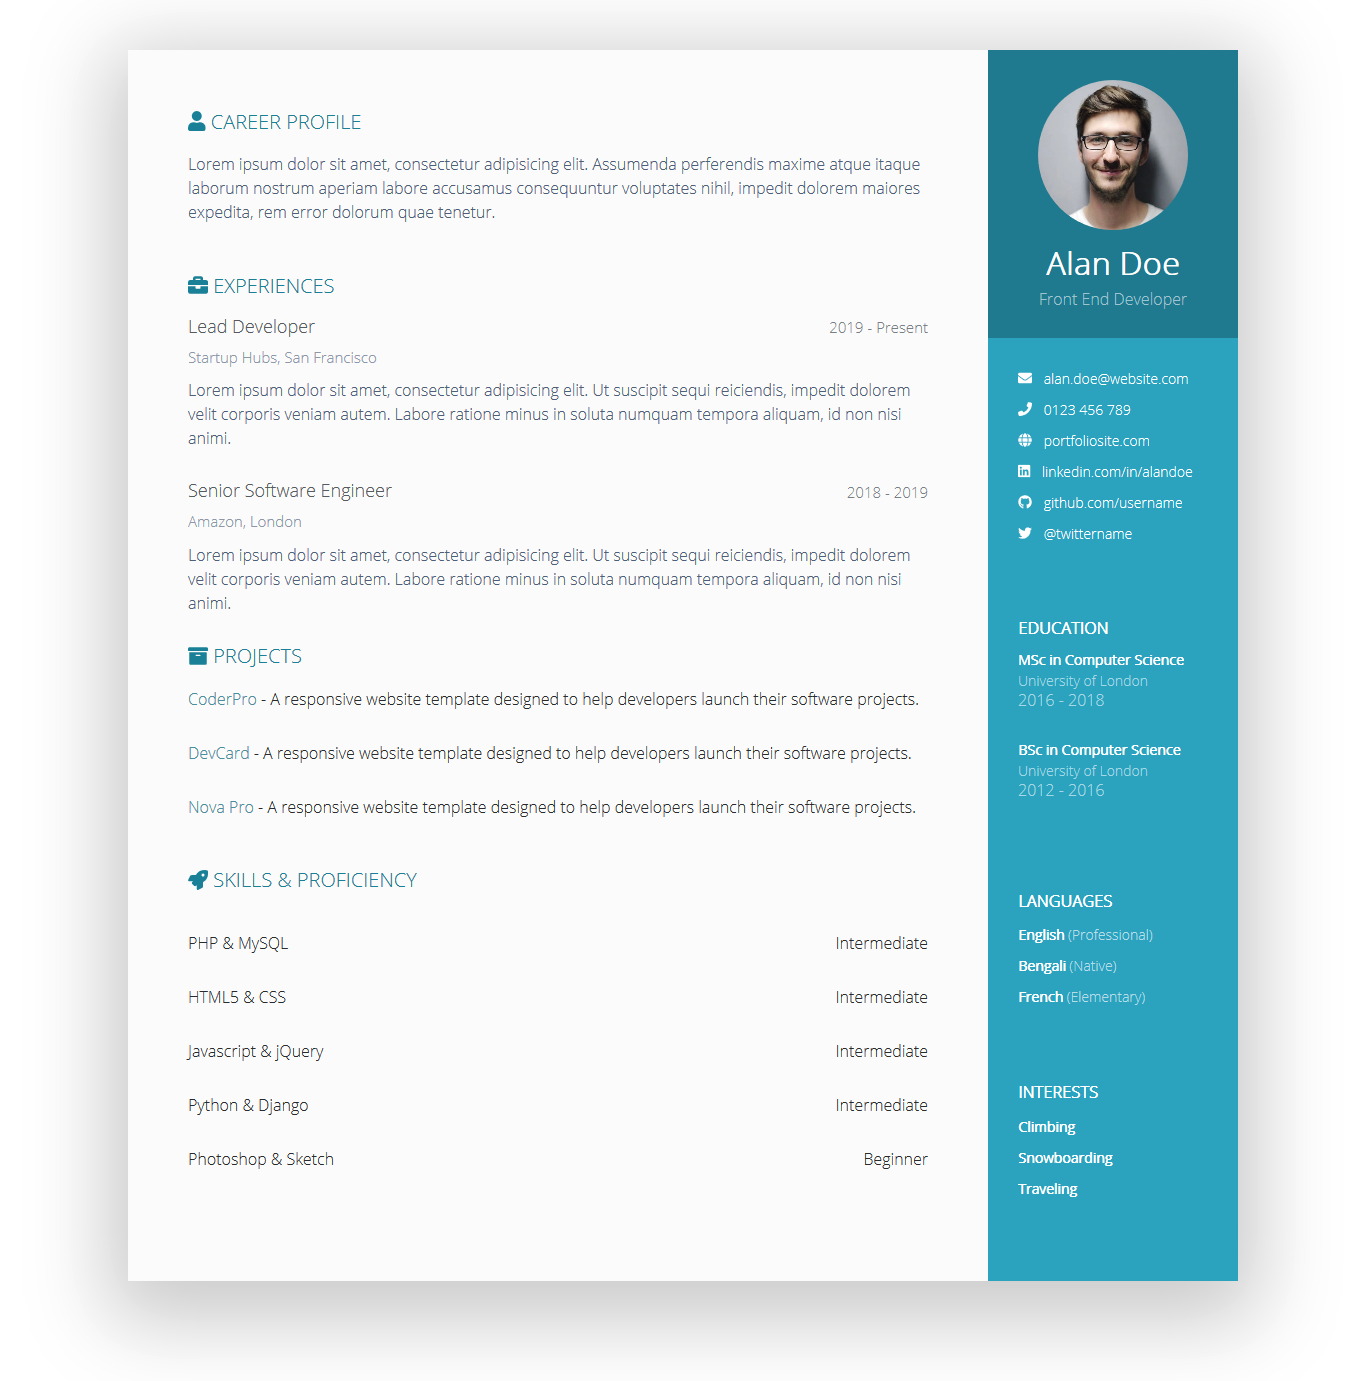 CAREER PROFILE
Lorem ipsum dolor sit amet, consectetur adipisicing elit. Assumenda perferendis maxime atque itaque
laborum nostrum aperiam labore accusamus consequuntur voluptates nihil, impedit dolorem maiores
expedita, rem error dolorum quae tenetur.
EXPERIENCES
Lead Developer 2019 - Present
Startup Hubs, San Francisco
Lorem ipsum dolor sit amet, consectetur adipisicing elit. Ut suscipit sequi reiciendis, impedit dolorem
velit corporis veniam autem. Labore ratione minus in soluta numquam tempora aliquam, id non nisi
animi.
Senior Software Engineer 2018 - 2019
Amazon, London
Lorem ipsum dolor sit amet, consectetur adipisicing elit. Ut suscipit sequi reiciendis, impedit dolorem
velit corporis veniam autem. Labore ratione minus in soluta numquam tempora aliquam, id non nisi
animi.
PROJECTS
CoderPro - A responsive website template designed to help developers launch their software projects.
DevCard - A responsive website template designed to help developers launch their software projects.
Nova Pro - A responsive website template designed to help developers launch their software projects.
SKILLS & PROFICIENCY
PHP & MySQL Intermediate
HTML5 & CSS Intermediate
Javascript & jQuery Intermediate
Python & Django Intermediate
Photoshop & Sketch Beginner
Alan Doe
Front End Developer
alan.doe@website.com
0123 456 789
portfoliosite.com
linkedin.com/in/alandoe
github.com/username
@twittername
EDUCATION
MSc in Computer Science
University of London
2016 - 2018
BSc in Computer Science
University of London
2012 - 2016
LANGUAGES
English (Professional)
Bengali (Native)
French (Elementary)
INTERESTS
Climbing
Snowboarding
Traveling